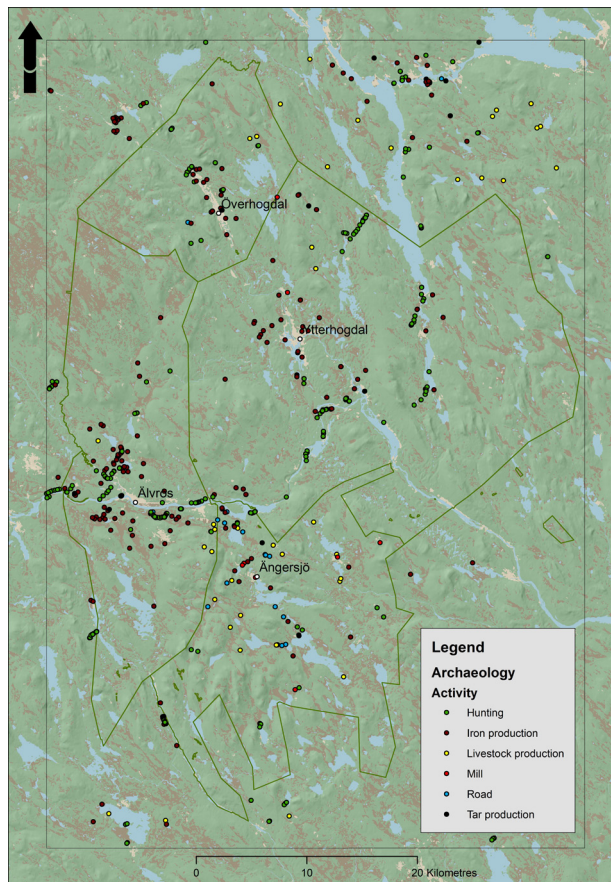 Överhogdal
Ytterhogdal
Älvros
Ängersjö
Legend
Archaeology
Activity
Hunting
Iron production
Livestock production
Mill
Road
Tar production
0 10 20 Kilometres